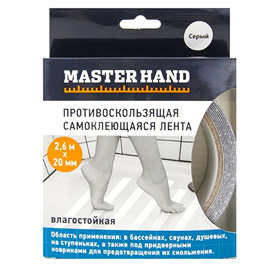 Серый
MASTER HAND
ПРОТИВОСКОЛЬЗЯЩАЯ
САМОКЛЕЮЩАЯСЯ ЛЕНТА
2,6 м
х
20 мм
влагостойкая
Область применения: в бассейнах, саунах, душевых,
на ступеньках, а также под придверными
ковриками для предотвращения их скольжения.